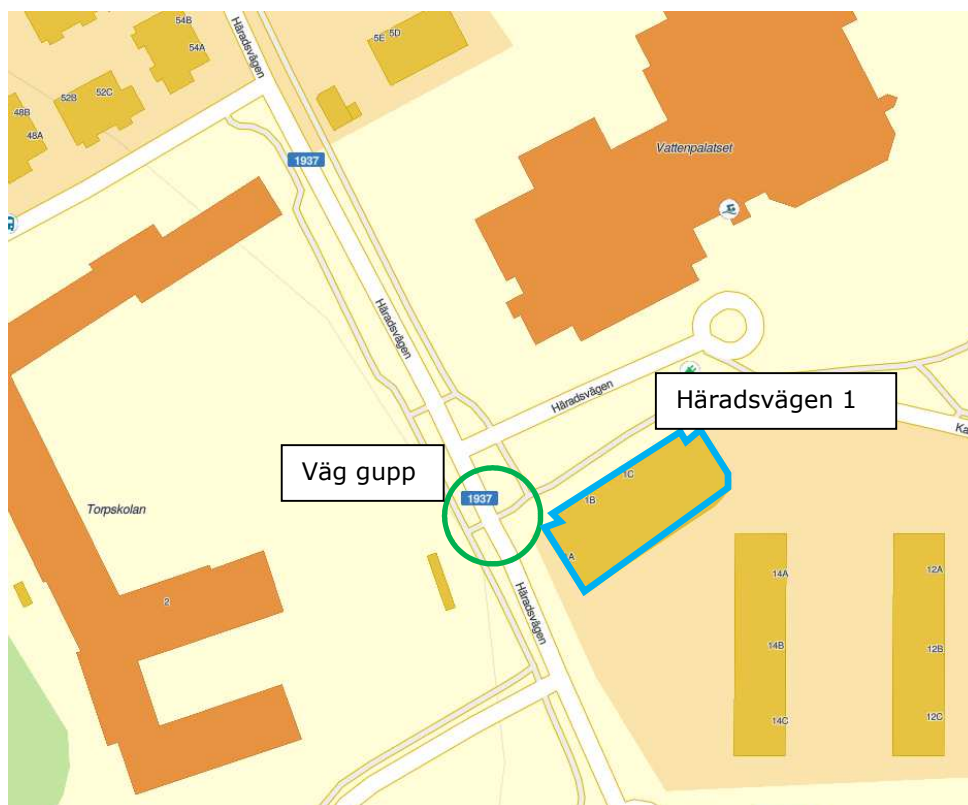 54B
54A
Häradsvägen
5E
5D
52B
52C
48B
48A
1937
Vattenpalatset
Häradsvägen
Häradsvägen
Häradsvägen 1
Ka
Väg gupp
1937
1C
1B
Torpskolan
2
14A
12A
Häradsvägen
14B
12B
14C
12C